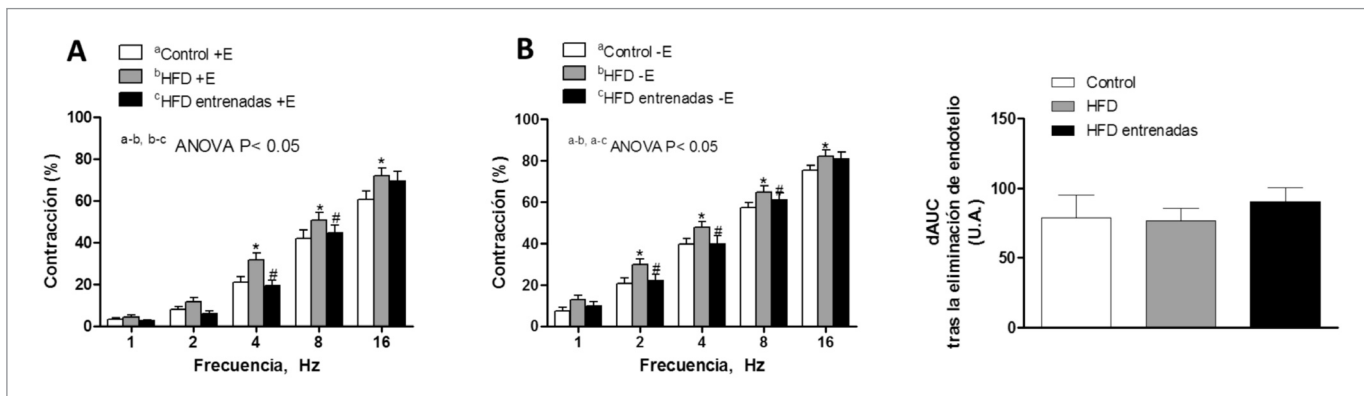 A
ᵃControl +E
ᵇHFD +E
ᶜHFD entrenadas +E
ᵃ⁻ᵇ, ᵇ⁻ᶜ ANOVA P< 0.05
Contracción (%)
100
80
60
40
20
0
* # * # *
1 2 4 8 16
Frecuencia, Hz
B
ᵃControl -E
ᵇHFD -E
ᶜHFD entrenadas -E
ᵃ⁻ᵇ, ᵃ⁻ᶜ ANOVA P< 0.05
Contracción (%)
100
80
60
40
20
0
* # * # * # *
1 2 4 8 16
Frecuencia, Hz
Control
HFD
HFD entrenadas
dAUC
tras la eliminación de endotelio
(U.A.)
150
100
50
0